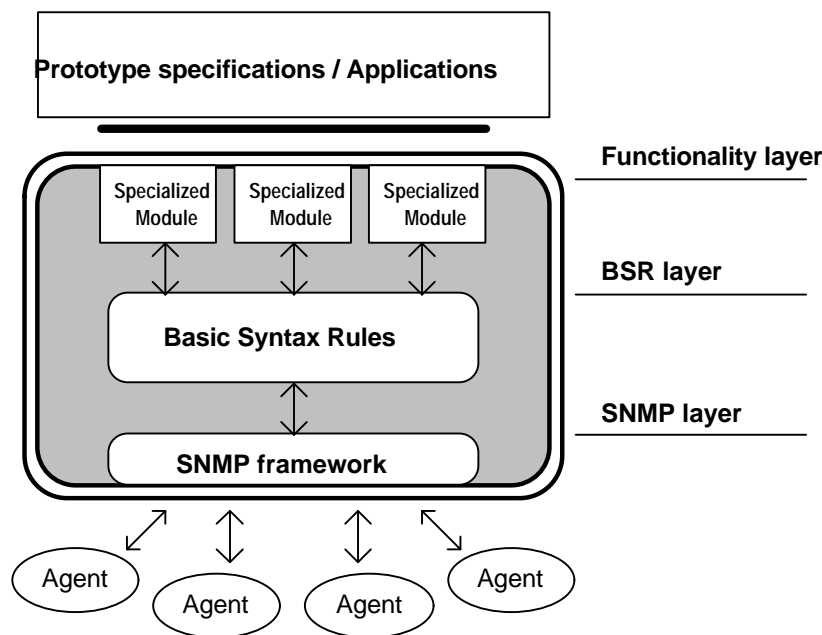 Prototype specifications / Applications
Functionality layer
Specialized
Module
Specialized
Module
Specialized
Module
BSR layer
Basic Syntax Rules
SNMP layer
SNMP framework
Agent
Agent
Agent
Agent